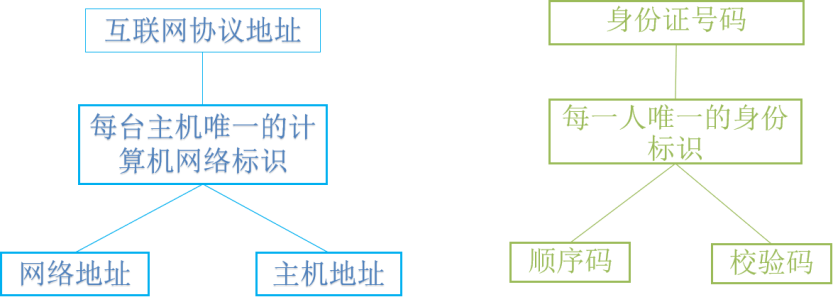 互联网协议地址
每台主机唯一的计
算机网络标识
网络地址
主机地址
身份证号码
每一人唯一的身份
标识
顺序码
校验码